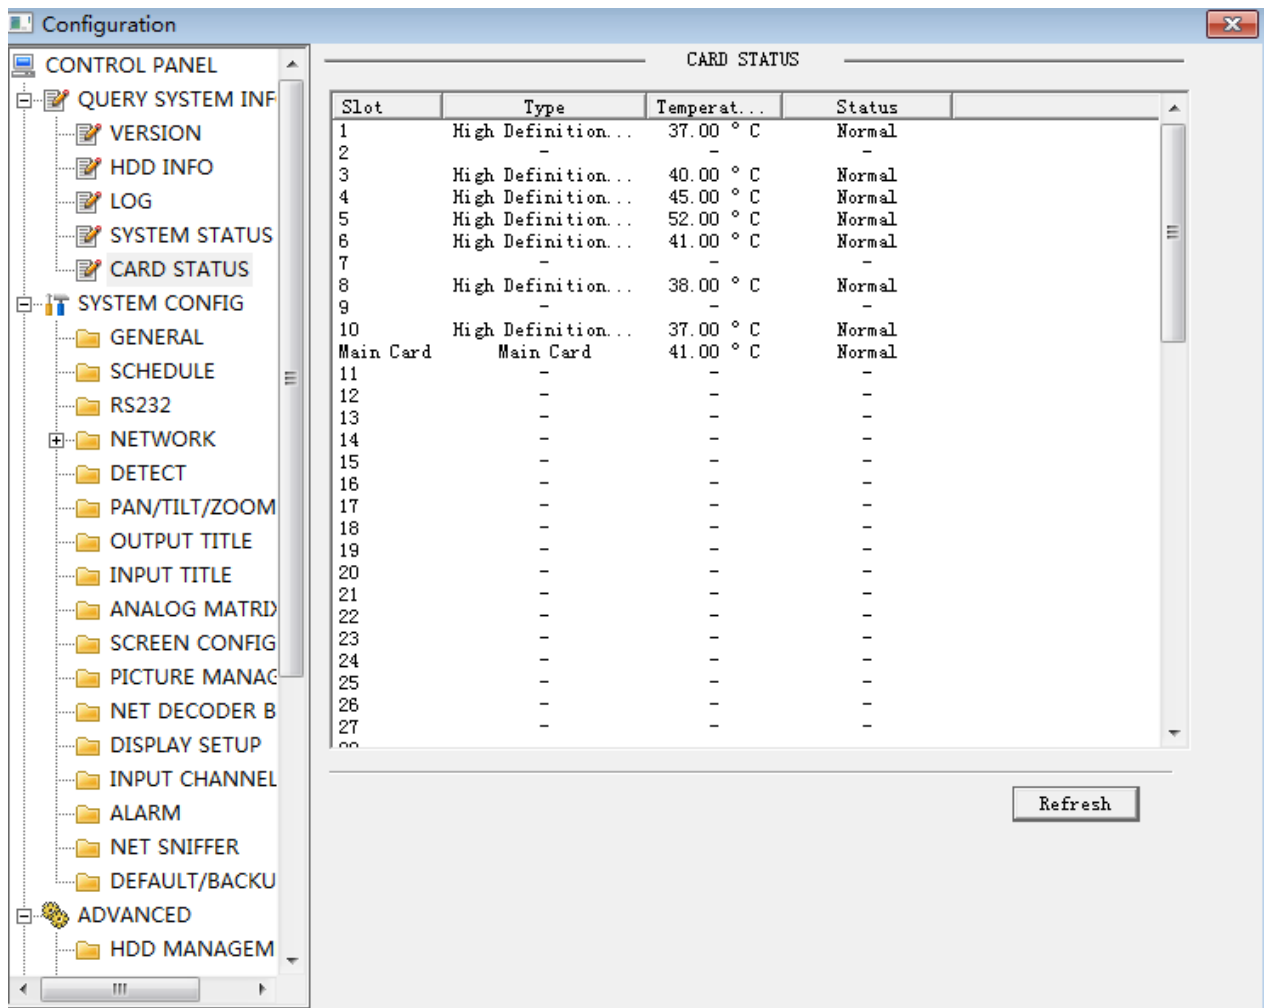 Configuration
CONTROL PANEL
QUERY SYSTEM INF
VERSION
HDD INFO
LOG
SYSTEM STATUS
CARD STATUS
SYSTEM CONFIG
GENERAL
SCHEDULE
RS232
NETWORK
DETECT
PAN/TILT/ZOOM
OUTPUT TITLE
INPUT TITLE
ANALOG MATRIX
SCREEN CONFIG
PICTURE MANAG
NET DECODER B
DISPLAY SETUP
INPUT CHANNEL
ALARM
NET SNIFFER
DEFAULT/BACKU
ADVANCED
HDD MANAGEM
CARD STATUS
Slot Type Temperat... Status
1 High Definition... 37.00 ° C Normal
2 - - -
3 High Definition... 40.00 ° C Normal
4 High Definition... 45.00 ° C Normal
5 High Definition... 52.00 ° C Normal
6 High Definition... 41.00 ° C Normal
7 - - -
8 High Definition... 38.00 ° C Normal
9 - - -
10 High Definition... 37.00 ° C Normal
Main Card Main Card 41.00 ° C Normal
11 - - -
12 - - -
13 - - -
14 - - -
15 - - -
16 - - -
17 - - -
18 - - -
19 - - -
20 - - -
21 - - -
22 - - -
23 - - -
24 - - -
25 - - -
26 - - -
27 - - -
Refresh